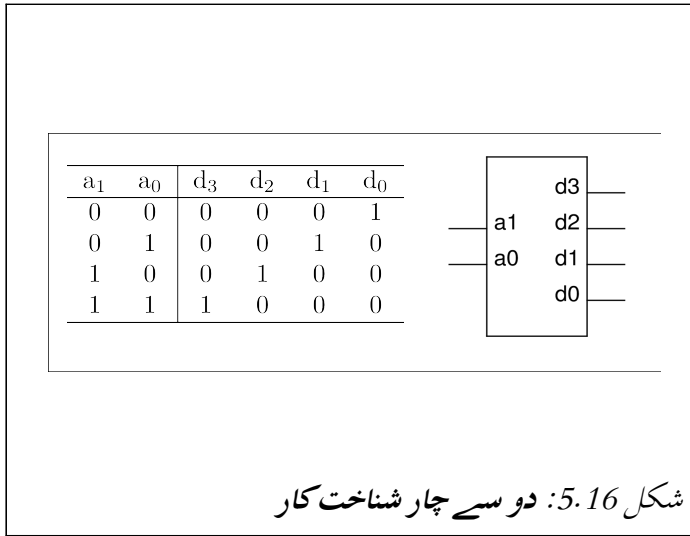 a₁ a₀ d₃ d₂ d₁ d₀
0 0 0 0 0 1
0 1 0 0 1 0
1 0 0 1 0 0
1 1 1 0 0 0
d3
a1 d2
a0 d1
d0
شکل 5.16: دو سے چار شناخت کار